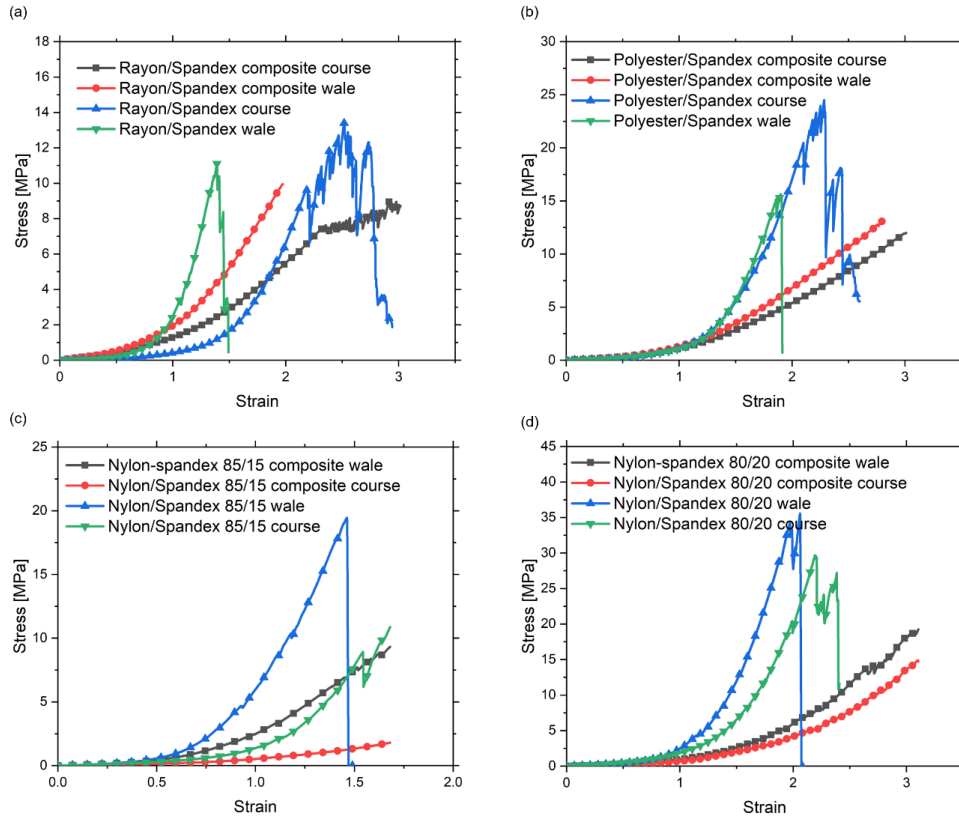 (a)
18
16
14
12
10
8
6
4
2
0
Stress [MPa]
Rayon/Spandex composite course
Rayon/Spandex composite wale
Rayon/Spandex course
Rayon/Spandex wale
0 1 2 3
Strain
(b)
30
25
20
15
10
5
0
Stress [MPa]
Polyester/Spandex composite course
Polyester/Spandex composite wale
Polyester/Spandex course
Polyester/Spandex wale
0 1 2 3
Strain
(c)
25
20
15
10
5
0
Stress [MPa]
Nylon-spandex 85/15 composite wale
Nylon/Spandex 85/15 composite course
Nylon/Spandex 85/15 wale
Nylon/Spandex 85/15 course
0.0 0.5 1.0 1.5 2.0
Strain
(d)
45
40
35
30
25
20
15
10
5
0
Stress [MPa]
Nylon-spandex 80/20 composite wale
Nylon/Spandex 80/20 composite course
Nylon/Spandex 80/20 wale
Nylon/Spandex 80/20 course
0 1 2 3
Strain